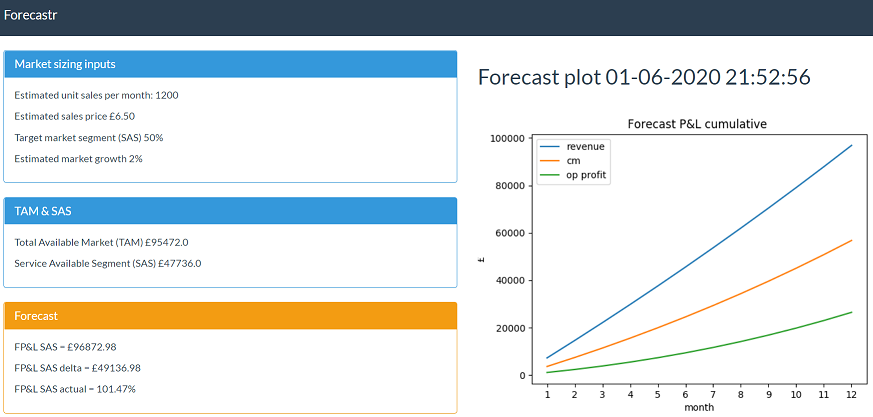 Forecastr
Market sizing inputs
Estimated unit sales per month: 1200
Estimated sales price £6.50
Target market segment (SAS) 50%
Estimated market growth 2%
TAM & SAS
Total Available Market (TAM) £95472.0
Service Available Segment (SAS) £47736.0
Forecast
FP&L SAS = £96872.98
FP&L SAS delta = £49136.98
FP&L SAS actual = 101.47%
Forecast plot 01-06-2020 21:52:56
Forecast P&L cumulative
revenue
cm
op profit
100000
80000
60000
40000
20000
0
£
1 2 3 4 5 6 7 8 9 10 11 12
month